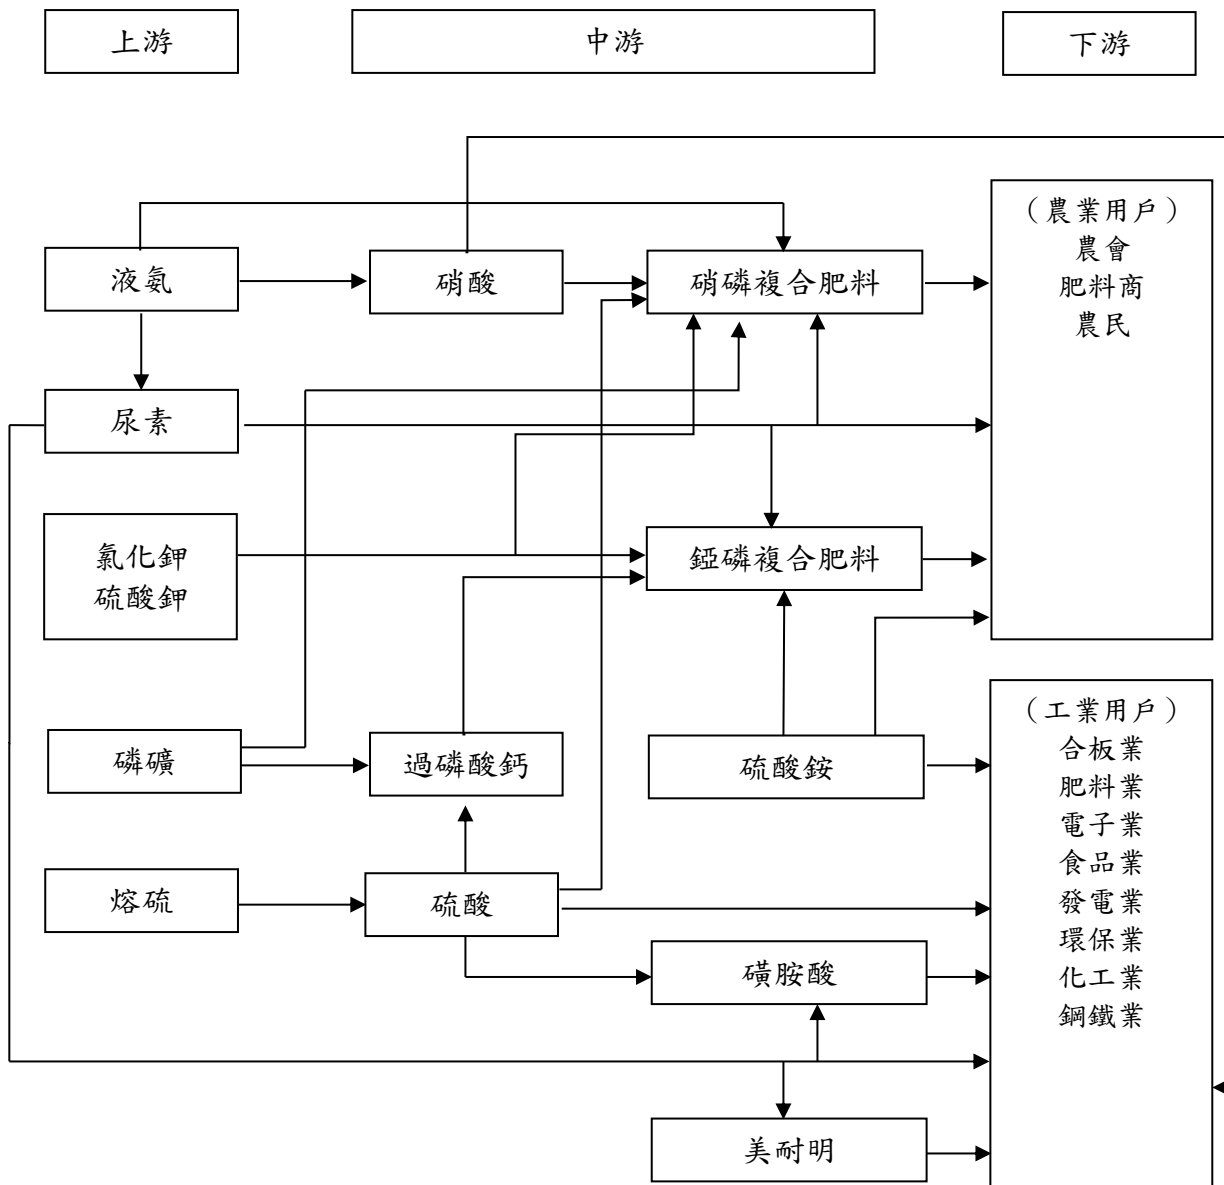 上游
中游
下游
（農業用戶）
農會
肥料商
農民
液氨
硝酸
硝磷複合肥料
尿素
氯化鉀
硫酸鉀
錏磷複合肥料
磷礦
過磷酸鈣
硫酸銨
（工業用戶）
合板業
肥料業
電子業
食品業
發電業
環保業
化工業
鋼鐵業
熔硫
硫酸
磺胺酸
美耐明